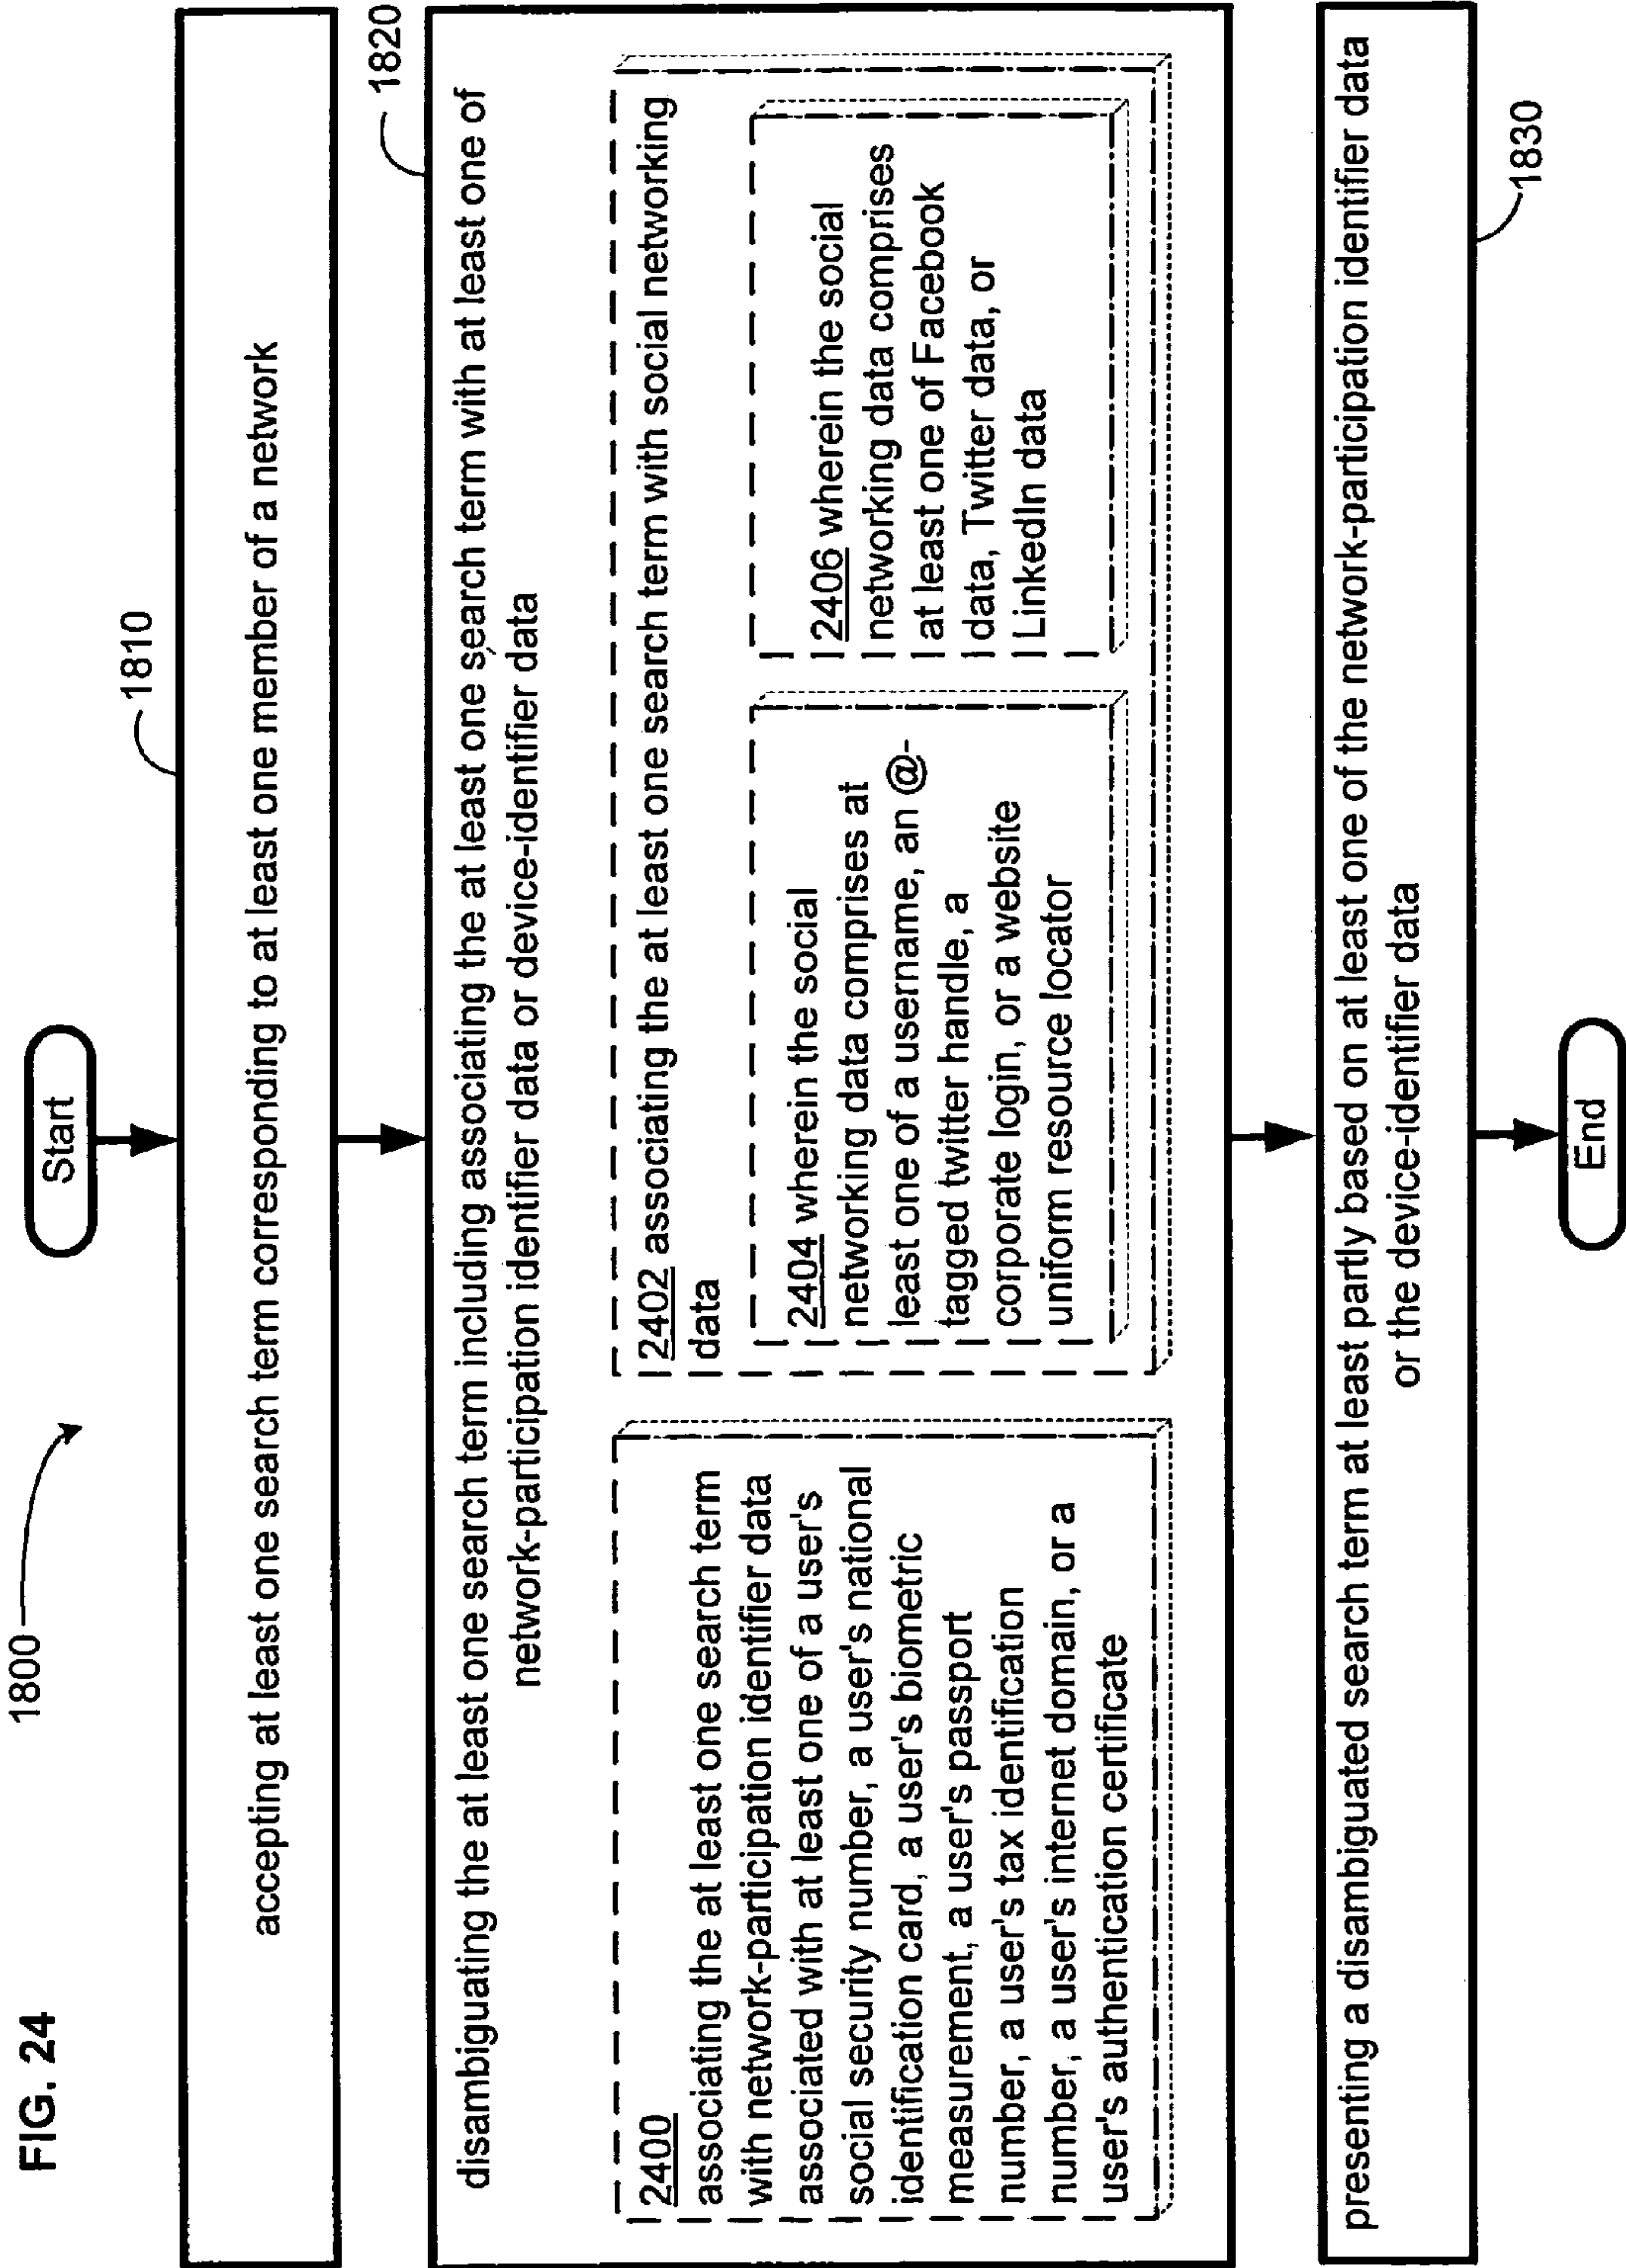 FIG. 24
1800
Start
1810
accepting at least one search term corresponding to at least one member of a network
1820
disambiguating the at least one search term including associating the at least one search term with at least one of
network-participation identifier data or device-identifier data
2400
associating the at least one search term
with network-participation identifier data
associated with at least one of a user's
social security number, a user's national
identification card, a user's biometric
measurement, a user's passport
number, a user's tax identification
number, a user's internet domain, or a
user's authentication certificate
2402 associating the at least one search term with social networking
data
2404 wherein the social
networking data comprises at
least one of a username, an @-
tagged twitter handle, a
corporate login, or a website
uniform resource locator
2406 wherein the social
networking data comprises
at least one of Facebook
data, Twitter data, or
LinkedIn data
presenting a disambiguated search term at least partly based on at least one of the network-participation identifier data
or the device-identifier data
1830
End